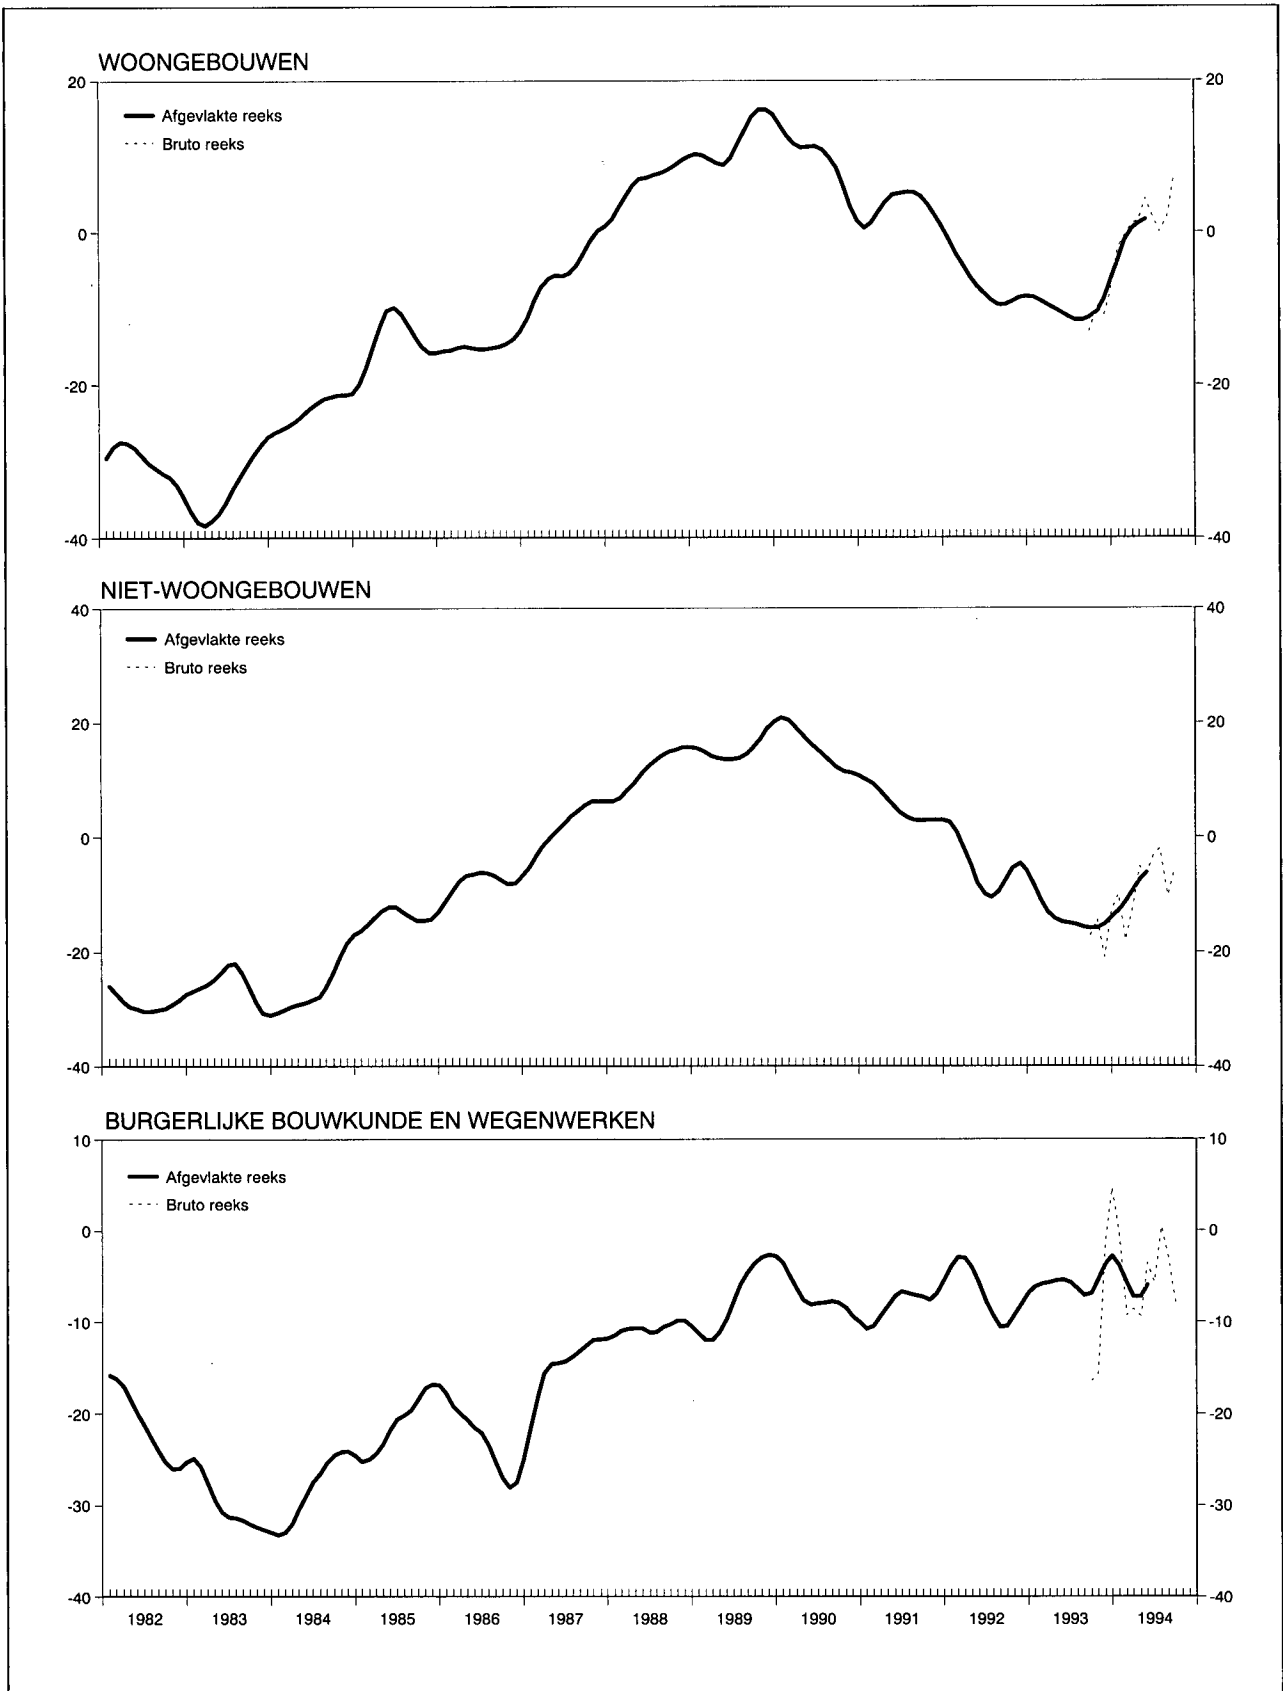 WOONGEBOUWEN
20 20
Afgevlakte reeks
Bruto reeks
0 0
-20 -20
-40 -40
NIET-WOONGEBOUWEN
40 40
Afgevlakte reeks
Bruto reeks
20 20
0 0
-20 -20
-40 -40
BURGERLIJKE BOUWKUNDE EN WEGENWERKEN
10 10
Afgevlakte reeks
Bruto reeks
0 0
-10 -10
-20 -20
-30 -30
-40 -40
1982 1983 1984 1985 1986 1987 1988 1989 1990 1991 1992 1993 1994